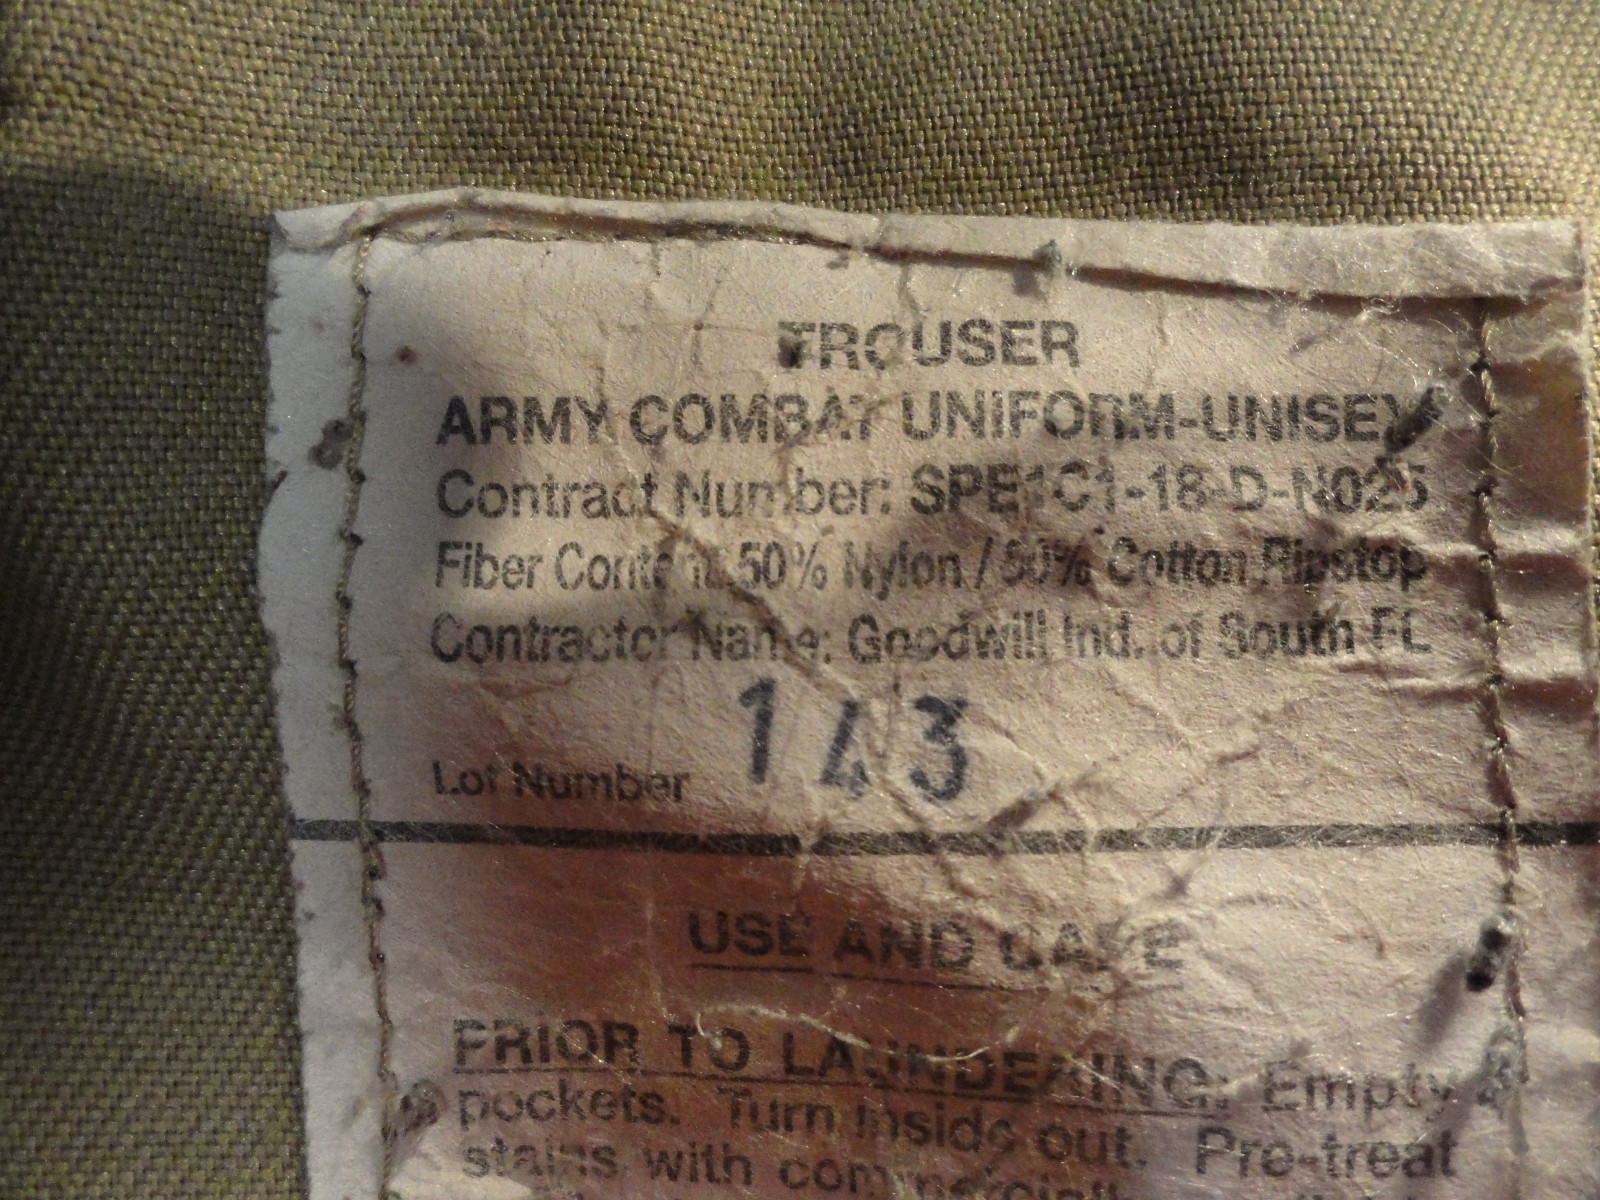 TROUSER
ARMY COMBAT UNIFORM-UNISEX
Contract Number: SPE1C1-18-D-N025
Fiber Content: 50% Nylon / 50% Cotton Ripstop
Contractor Name: Goodwill Ind. of South FL
Lot Number 143
USE AND CARE
PRIOR TO LAUNDERING: Empty
pockets. Turn inside out. Pre-treat
stains with commercially